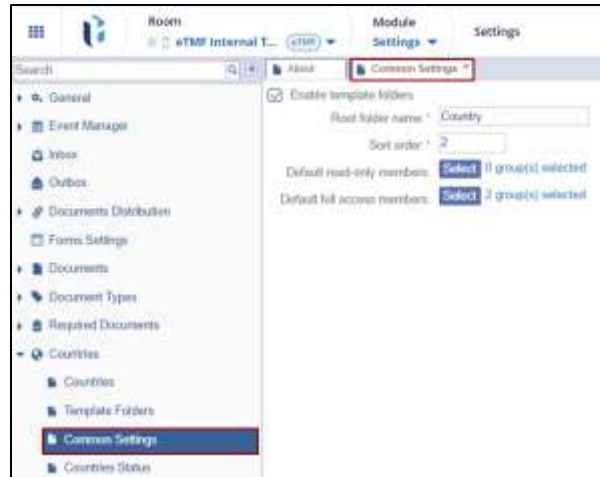 Room
Module
Settings
eTMF Internal T... eTMF
Settings
Search
About
Common Settings *
General
Enable template folders
Event Manager
Root folder name * Country
Inbox
Sort order * 2
Outbox
Default read-only members Select 0 group(s) selected
Documents Distribution
Default full access members Select 2 group(s) selected
Forms Settings
Documents
Document Types
Required Documents
Countries
Countries
Template Folders
Common Settings
Countries Status